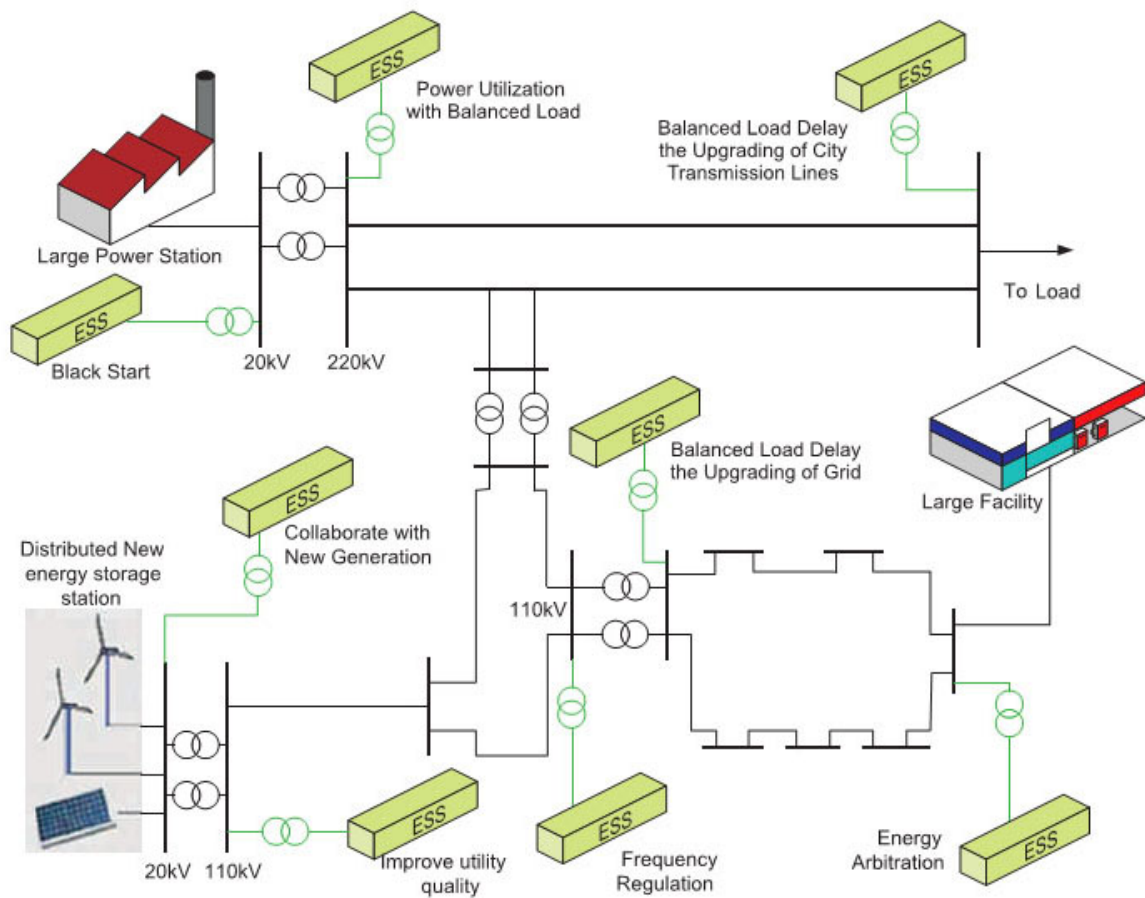 ESS
Power Utilization
with Balanced Load
ESS
Balanced Load Delay
the Upgrading of City
Transmission Lines
Large Power Station
To Load
ESS
Black Start
20kV
220kV
ESS
Balanced Load Delay
the Upgrading of Grid
Large Facility
ESS
Collaborate with
New Generation
Distributed New
energy storage
station
110kV
ESS
Improve utility
quality
ESS
Frequency
Regulation
Energy
Arbitration
ESS
20kV
110kV